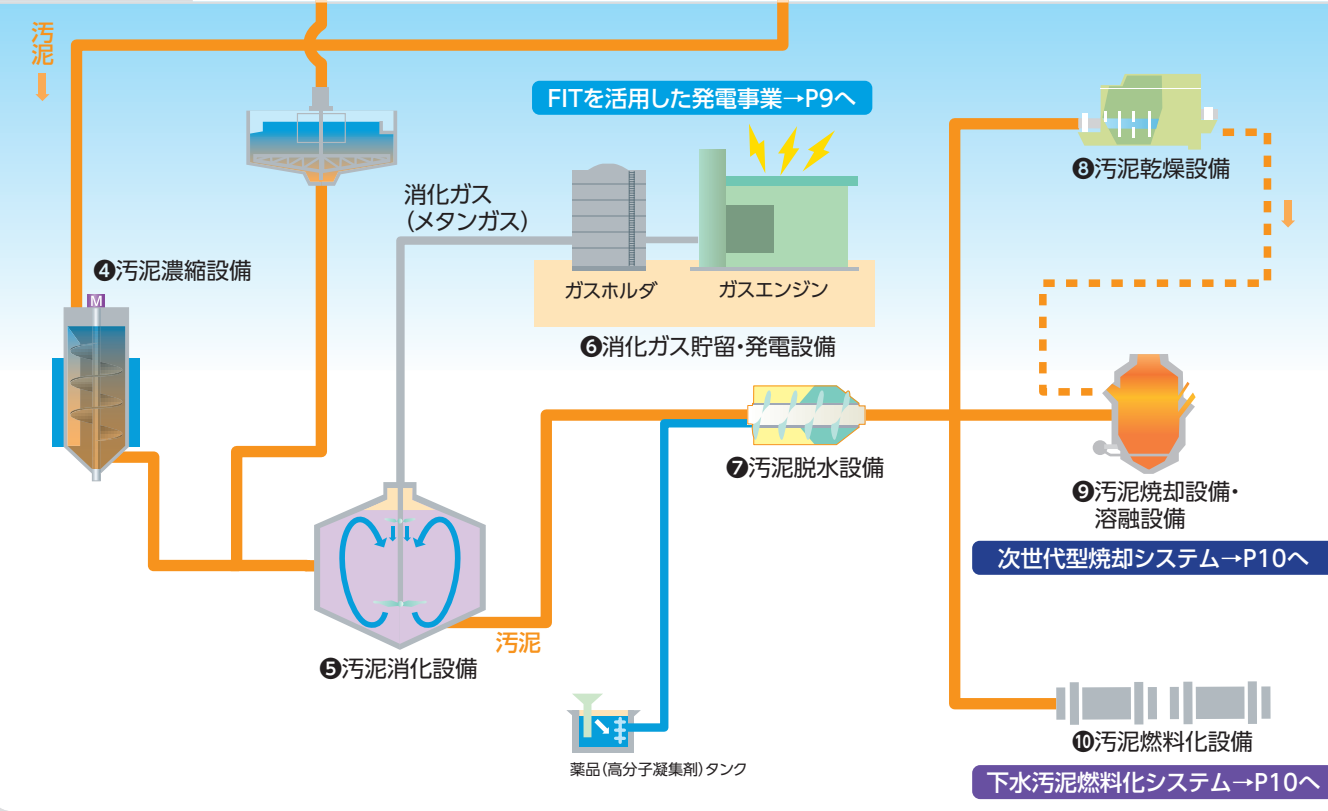 汚泥
FITを活用した発電事業→P9へ
❽汚泥乾燥設備
消化ガス
（メタンガス）
❹汚泥濃縮設備
M
ガスホルダ
ガスエンジン
❻消化ガス貯留・発電設備
❼汚泥脱水設備
❾汚泥焼却設備・
溶融設備
次世代型焼却システム→P10へ
汚泥
❺汚泥消化設備
❿汚泥燃料化設備
薬品（高分子凝集剤）タンク
下水汚泥燃料化システム→P10へ